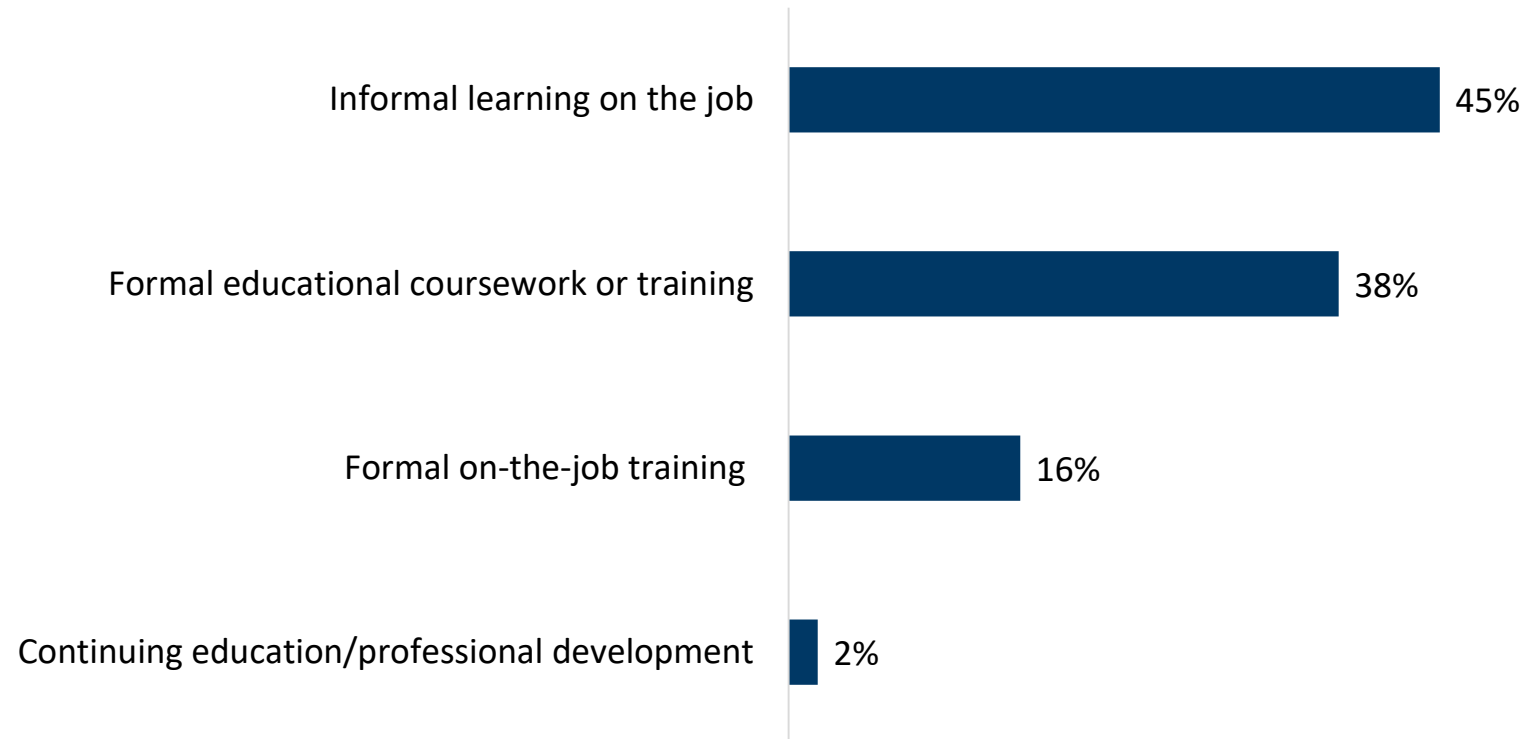 Informal learning on the job 45%
Formal educational coursework or training 38%
Formal on-the-job training 16%
Continuing education/professional development 2%